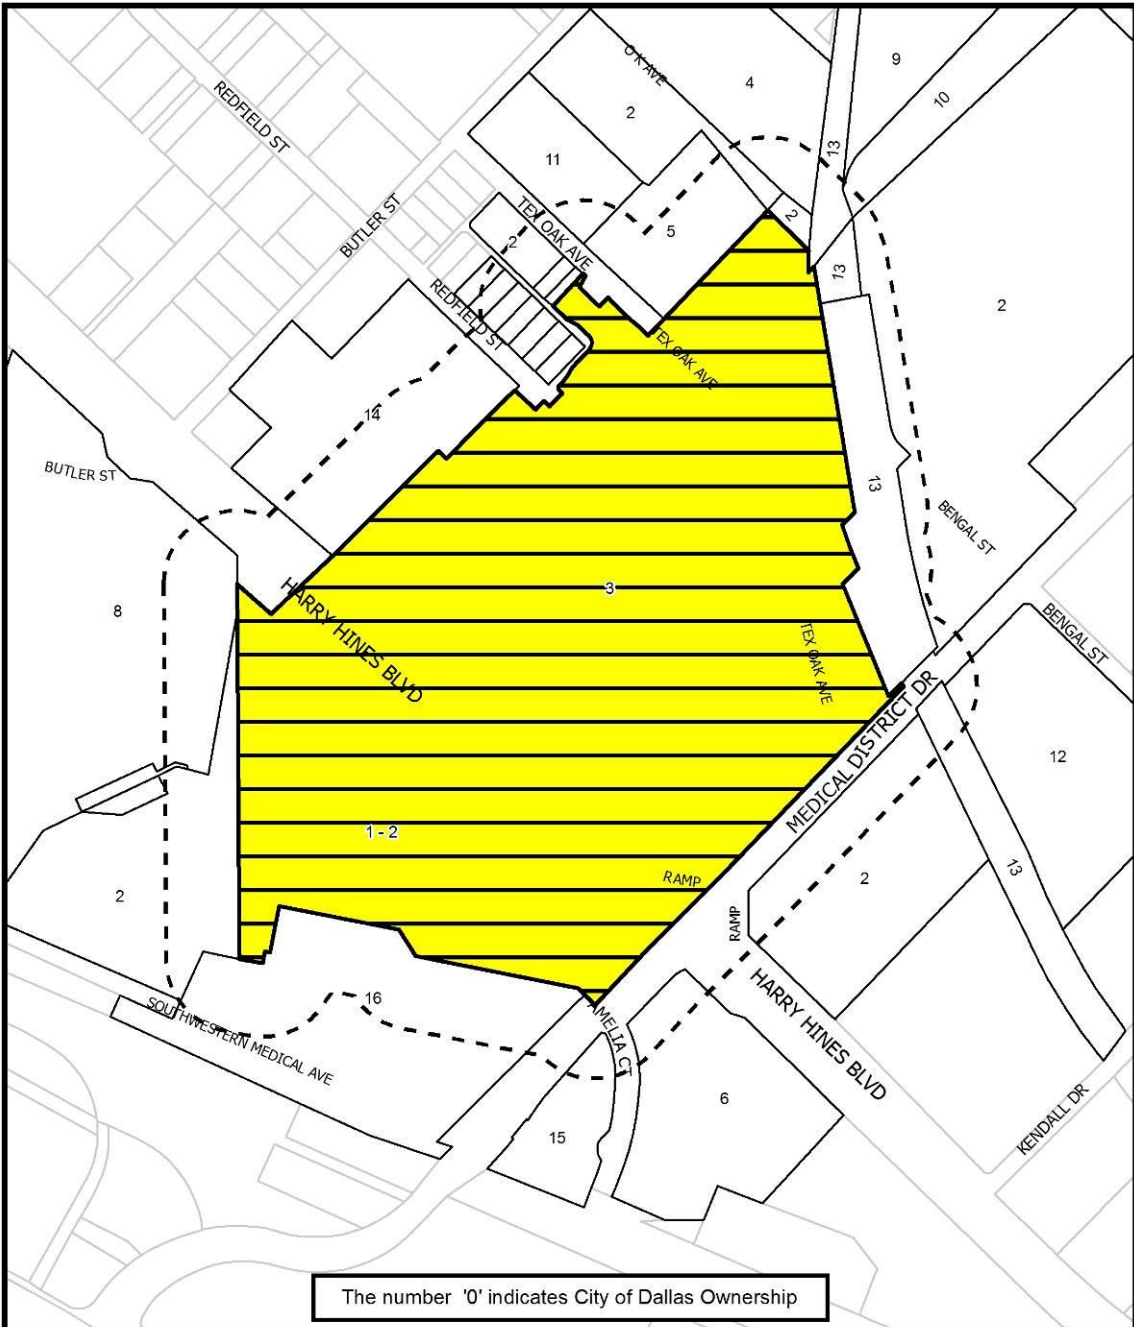 O K AVE
9
4
10
2
13
11
REDFIELD ST
TEX OAK AVE
2
5
2
BUTLER ST
13
2
REDFIELD ST
TEX OAK AVE
14
BUTLER ST
13
BENGAL ST
8
3
HARRY HINES BLVD
TEX OAK AVE
BENGAL ST
MEDICAL DISTRICT DR
12
1 - 2
RAMP
2
13
2
RAMP
16
HARRY HINES BLVD
SOUTHWESTERN MEDICAL AVE
AMELIA CT
6
KENDALL DR
15
The number '0' indicates City of Dallas Ownership